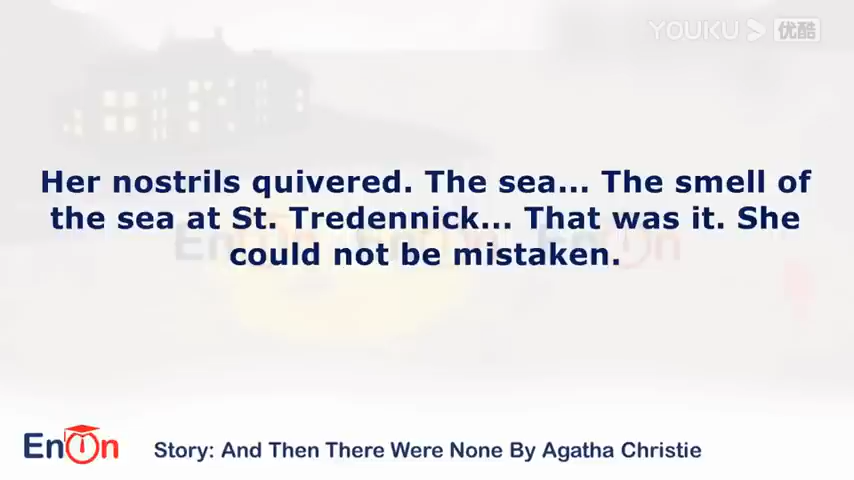 YOUKU 优酷
Her nostrils quivered. The sea... The smell of
the sea at St. Tredennick... That was it. She
could not be mistaken.
EnOn
Story: And Then There Were None By Agatha Christie